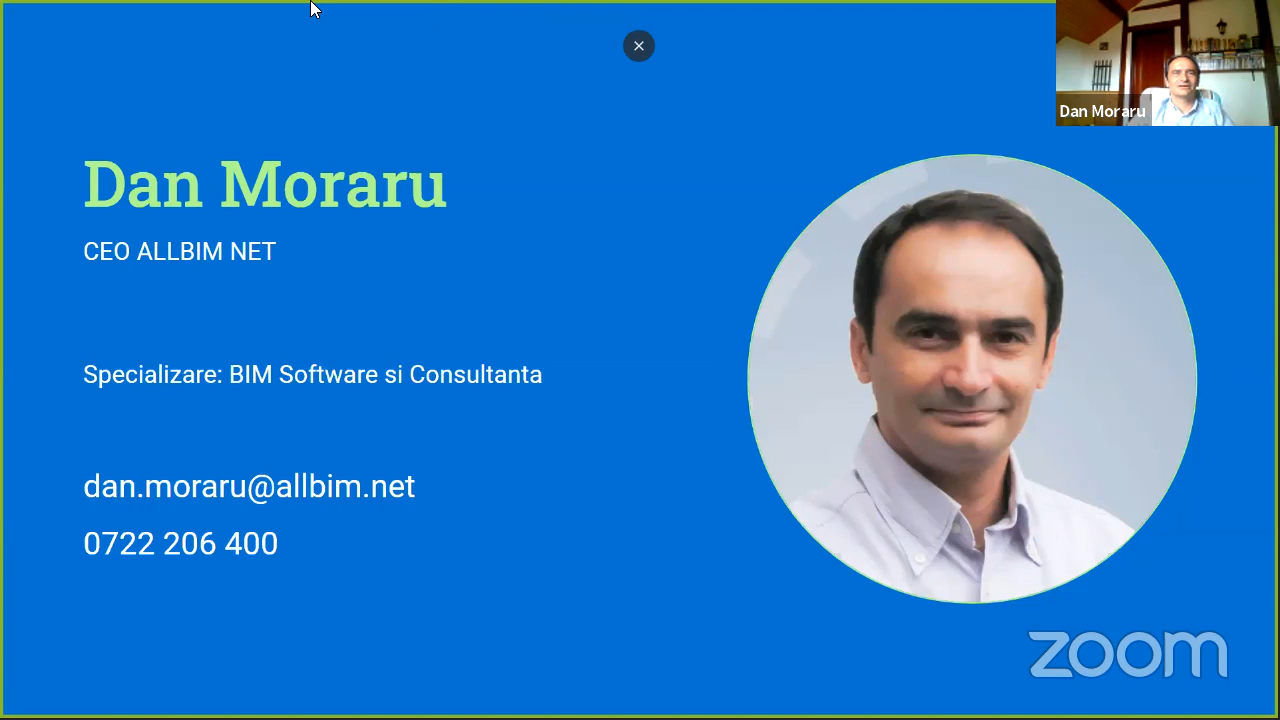 Dan Moraru
Dan Moraru
CEO ALLBIM NET
Specializare: BIM Software si Consultanta
dan.moraru@allbim.net
0722 206 400
zoom